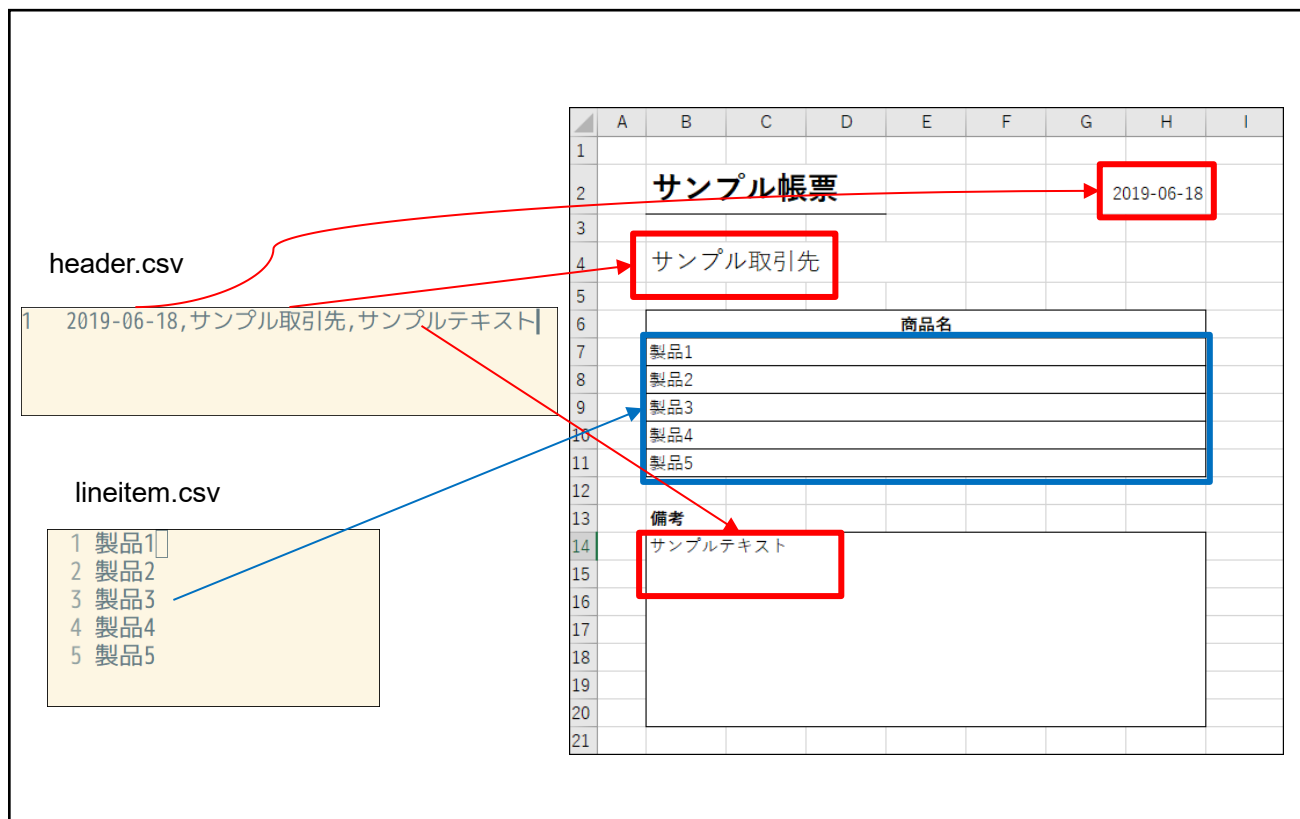 header.csv
1 2019-06-18,サンプル取引先,サンプルテキスト
lineitem.csv
1 製品1
2 製品2
3 製品3
4 製品4
5 製品5
A B C D E F G H I
1
2 サンプル帳票 2019-06-18
3
4 サンプル取引先
5
6 商品名
7 製品1
8 製品2
9 製品3
10 製品4
11 製品5
12
13 備考
14 サンプルテキスト
15
16
17
18
19
20
21